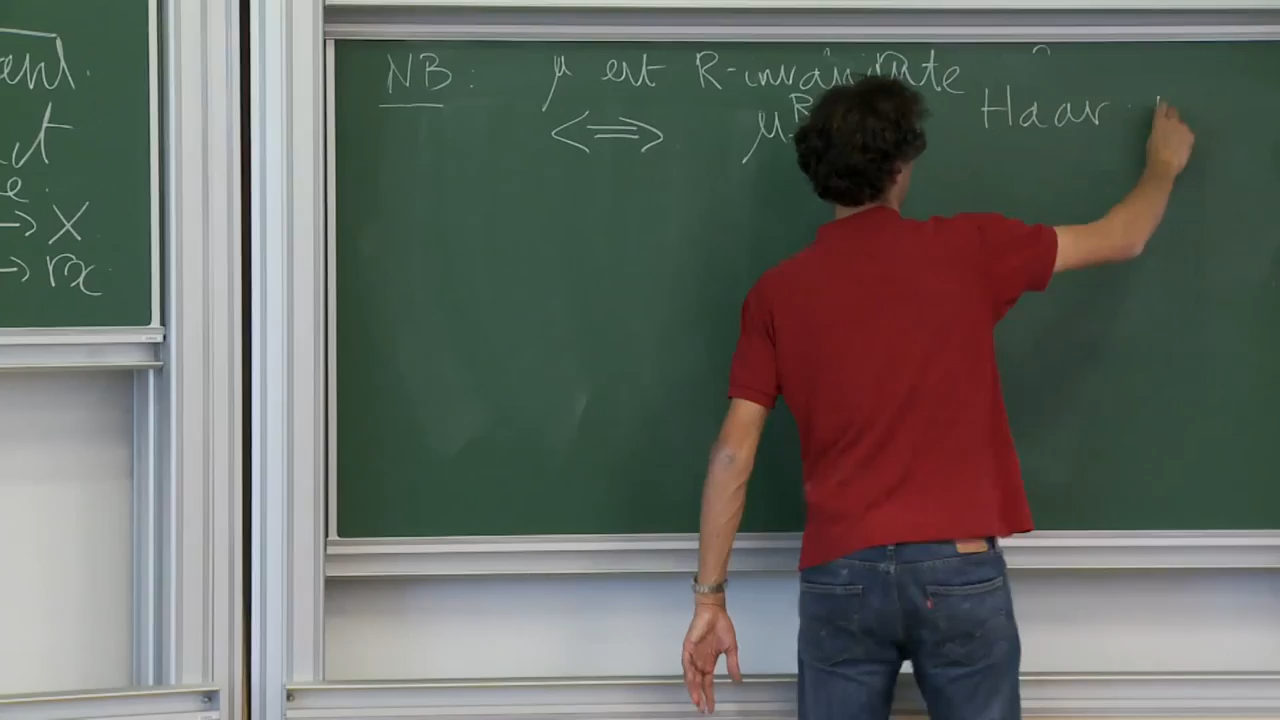 ent.
ct
e.
→ X
→ rx
NB : μ est R-invariante
⟺ μ R Haar